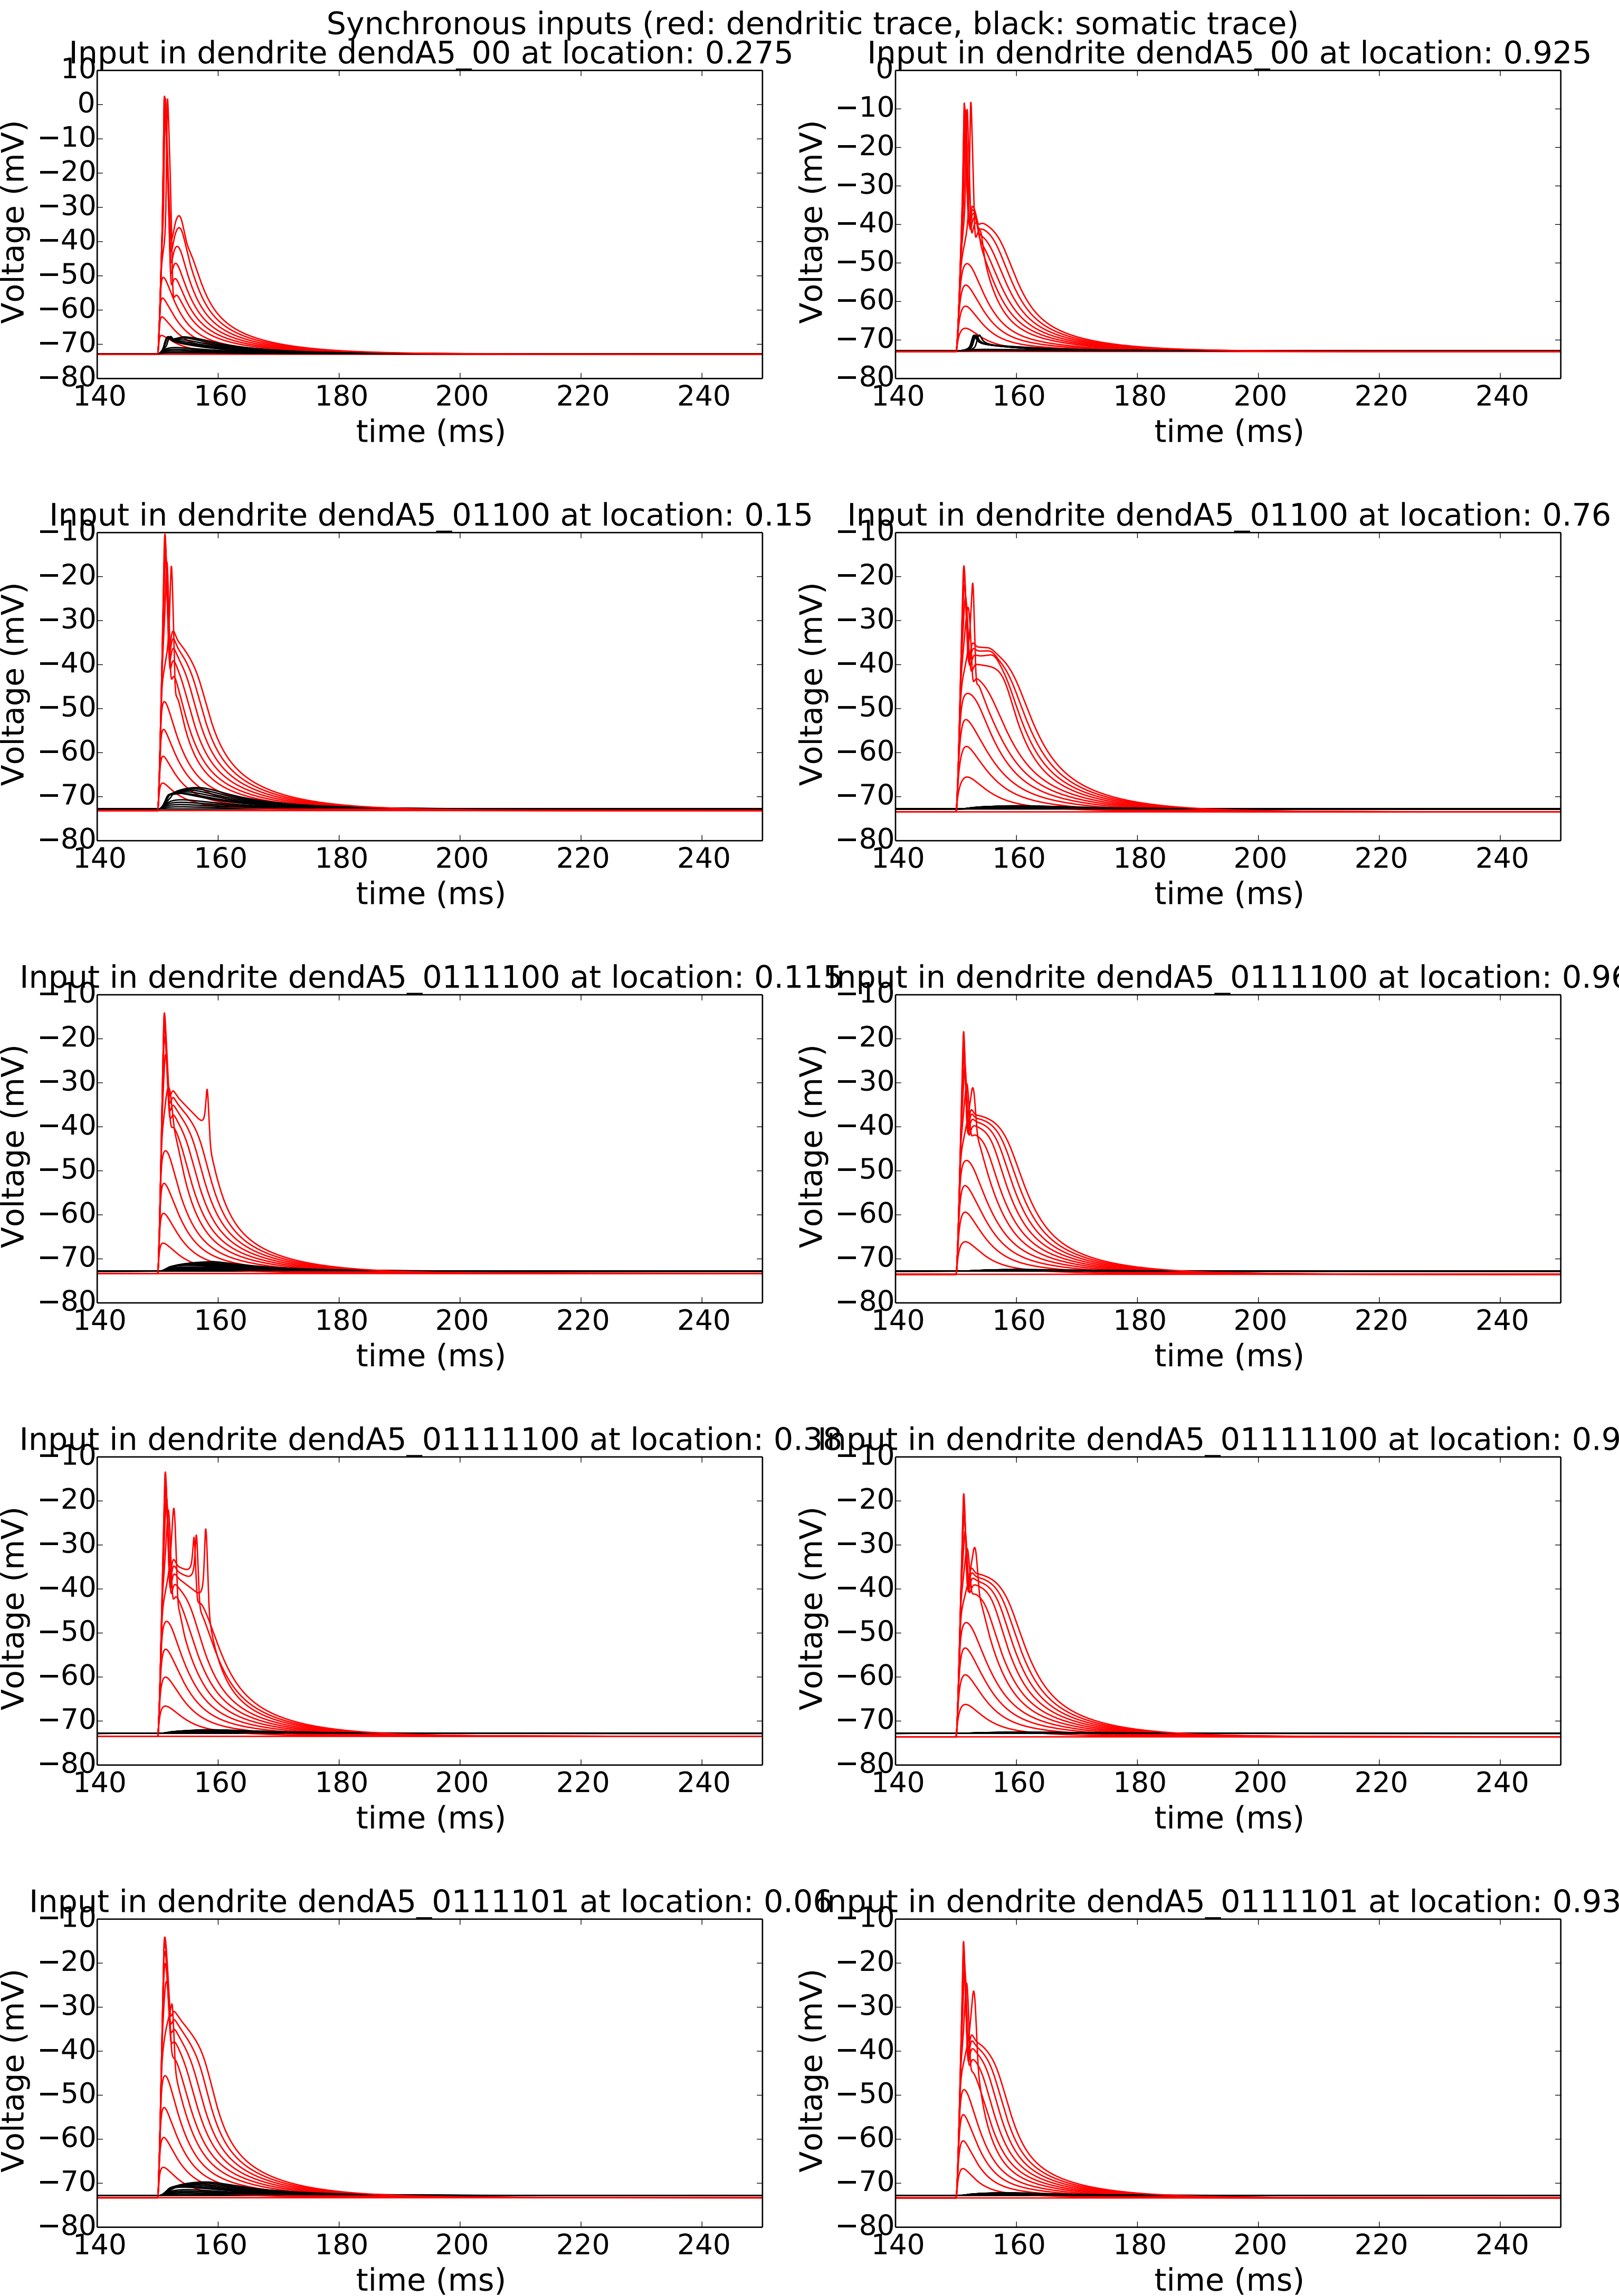 Synchronous inputs (red: dendritic trace, black: somatic trace)
Input in dendrite dendA5_00 at location: 0.275
Input in dendrite dendA5_00 at location: 0.925
10
0
−10
−20
−30
−40
−50
−60
−70
−80
Voltage (mV)
140 160 180 200 220 240
time (ms)
0
−10
−20
−30
−40
−50
−60
−70
−80
Voltage (mV)
140 160 180 200 220 240
time (ms)
Input in dendrite dendA5_01100 at location: 0.15
Input in dendrite dendA5_01100 at location: 0.76
−10
−20
−30
−40
−50
−60
−70
−80
Voltage (mV)
140 160 180 200 220 240
time (ms)
−10
−20
−30
−40
−50
−60
−70
−80
Voltage (mV)
140 160 180 200 220 240
time (ms)
Input in dendrite dendA5_0111100 at location: 0.115
Input in dendrite dendA5_0111100 at location: 0.96
−10
−20
−30
−40
−50
−60
−70
−80
Voltage (mV)
140 160 180 200 220 240
time (ms)
−10
−20
−30
−40
−50
−60
−70
−80
Voltage (mV)
140 160 180 200 220 240
time (ms)
Input in dendrite dendA5_01111100 at location: 0.38
Input in dendrite dendA5_01111100 at location: 0.9
−10
−20
−30
−40
−50
−60
−70
−80
Voltage (mV)
140 160 180 200 220 240
time (ms)
−10
−20
−30
−40
−50
−60
−70
−80
Voltage (mV)
140 160 180 200 220 240
time (ms)
Input in dendrite dendA5_0111101 at location: 0.06
Input in dendrite dendA5_0111101 at location: 0.93
−10
−20
−30
−40
−50
−60
−70
−80
Voltage (mV)
140 160 180 200 220 240
time (ms)
−10
−20
−30
−40
−50
−60
−70
−80
Voltage (mV)
140 160 180 200 220 240
time (ms)